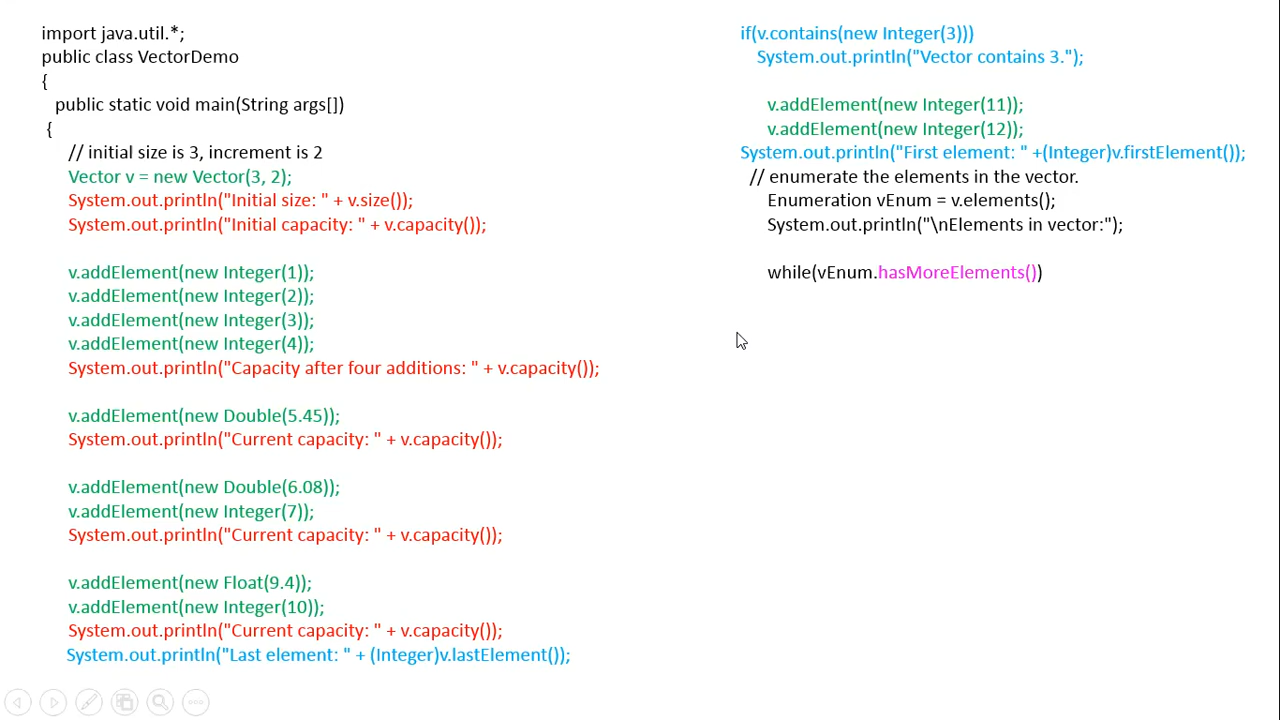 import java.util.*;
public class VectorDemo
{
public static void main(String args[])
{
// initial size is 3, increment is 2
Vector v = new Vector(3, 2);
System.out.println("Initial size: " + v.size());
System.out.println("Initial capacity: " + v.capacity());
v.addElement(new Integer(1));
v.addElement(new Integer(2));
v.addElement(new Integer(3));
v.addElement(new Integer(4));
System.out.println("Capacity after four additions: " + v.capacity());
v.addElement(new Double(5.45));
System.out.println("Current capacity: " + v.capacity());
v.addElement(new Double(6.08));
v.addElement(new Integer(7));
System.out.println("Current capacity: " + v.capacity());
v.addElement(new Float(9.4));
v.addElement(new Integer(10));
System.out.println("Current capacity: " + v.capacity());
System.out.println("Last element: " + (Integer)v.lastElement());
if(v.contains(new Integer(3)))
System.out.println("Vector contains 3.");
v.addElement(new Integer(11));
v.addElement(new Integer(12));
System.out.println("First element: " +(Integer)v.firstElement());
// enumerate the elements in the vector.
Enumeration vEnum = v.elements();
System.out.println("\nElements in vector:");
while(vEnum.hasMoreElements())